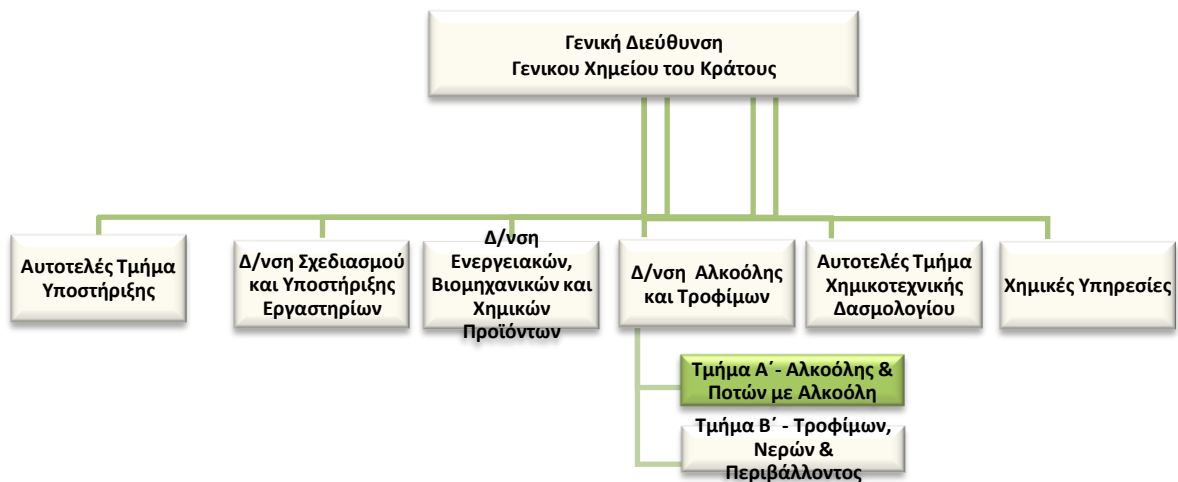 Γενική Διεύθυνση
Γενικου Χημείου του Κράτους
Αυτοτελές Τμήμα
Υποστήριξης
Δ/νση Σχεδιασμού
και Υποστήριξης
Εργαστηρίων
Δ/νση
Ενεργειακών,
Βιομηχανικών και
Χημικών
Προϊόντων
Δ/νση Αλκοόλης
και Τροφίμων
Αυτοτελές Τμήμα
Χημικοτεχνικής
Δασμολογίου
Χημικές Υπηρεσίες
Τμήμα Α΄- Αλκοόλης &
Ποτών με Αλκοόλη
Τμήμα Β΄ - Τροφίμων,
Νερών &
Περιβάλλοντος